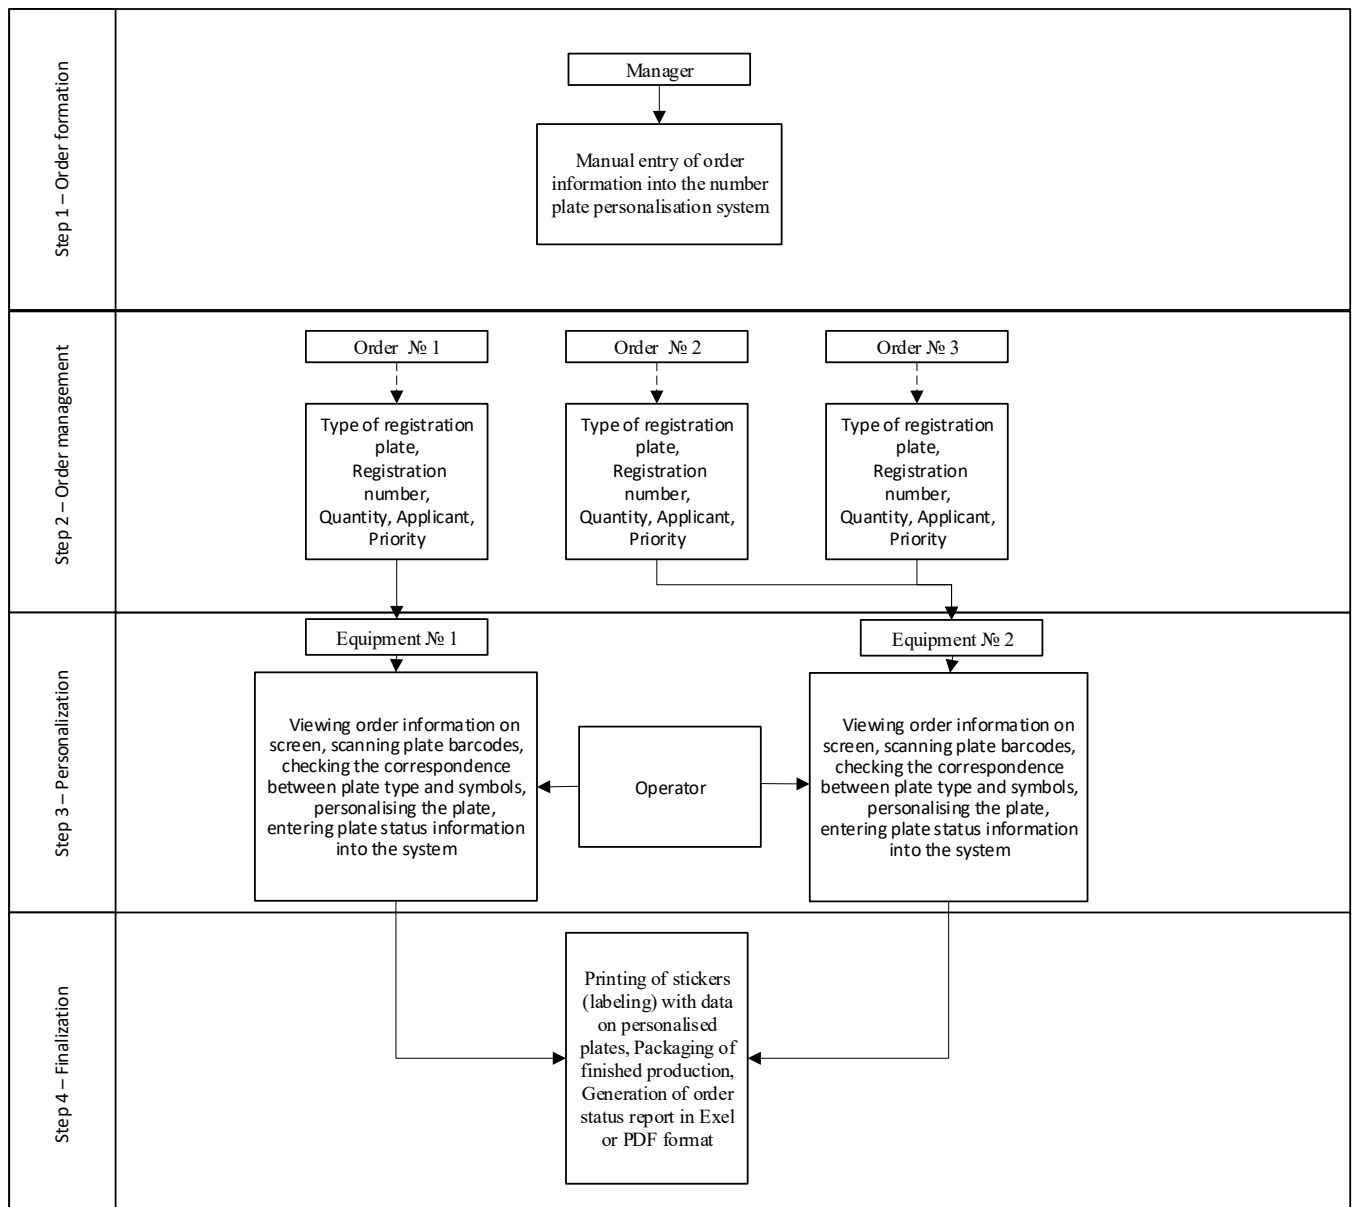 Step 1 – Order formation
Manager
Manual entry of order
information into the number
plate personalisation system
Step 2 – Order management
Order № 1
Order № 2
Order № 3
Type of registration
plate,
Registration
number,
Quantity, Applicant,
Priority
Type of registration
plate,
Registration
number,
Quantity, Applicant,
Priority
Type of registration
plate,
Registration
number,
Quantity, Applicant,
Priority
Step 3 – Personalization
Equipment № 1
Equipment № 2
Viewing order information on
screen, scanning plate barcodes,
checking the correspondence
between plate type and symbols,
personalising the plate,
entering plate status information
into the system
Operator
Viewing order information on
screen, scanning plate barcodes,
checking the correspondence
between plate type and symbols,
personalising the plate,
entering plate status information
into the system
Step 4 – Finalization
Printing of stickers
(labeling) with data
on personalised
plates, Packaging of
finished production,
Generation of order
status report in Exel
or PDF format